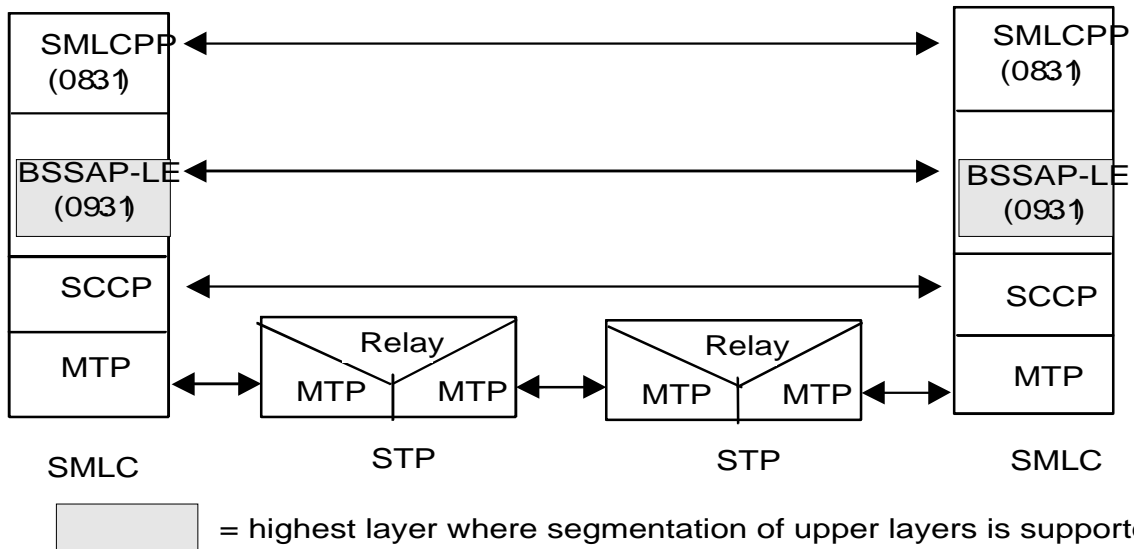 SMLCPP
(0831)
SMLCPP
(0831)
BSSAP-LE
(0931)
BSSAP-LE
(0931)
SCCP
SCCP
MTP
Relay
MTP MTP
Relay
MTP MTP
MTP
SMLC
STP
STP
SMLC
= highest layer where segmentation of upper layers is supporte